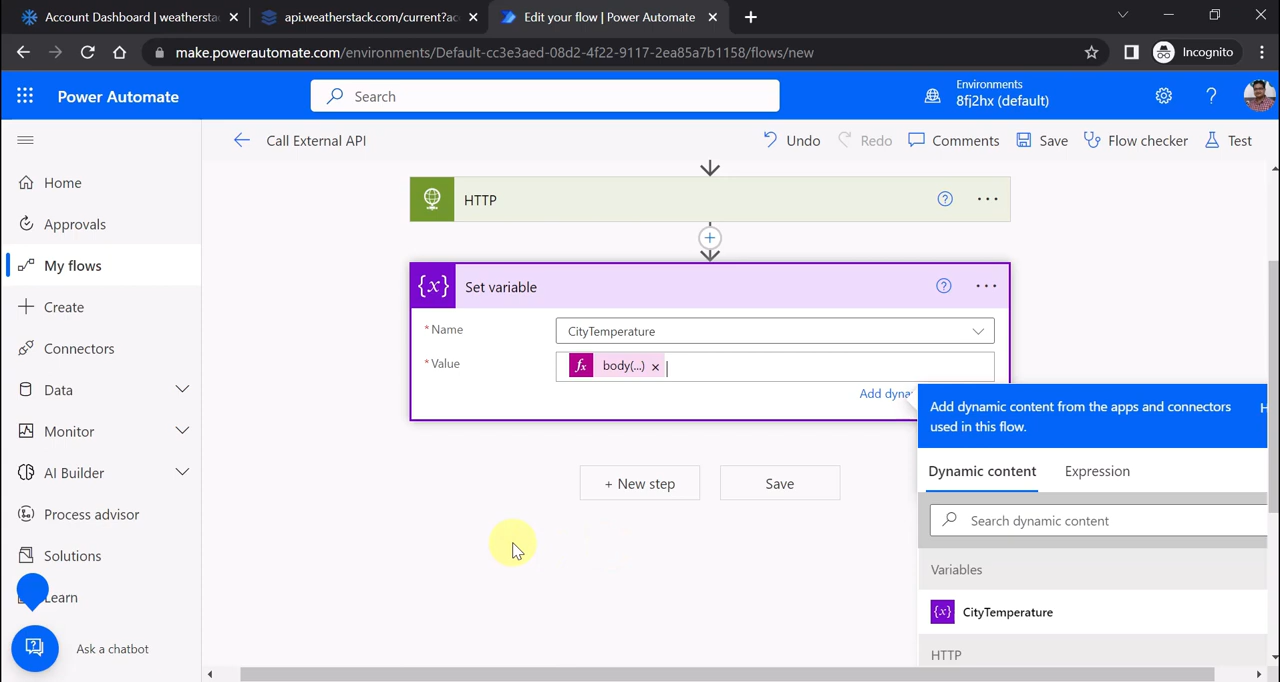 Account Dashboard | weathersta
api.weatherstack.com/current?ac
Edit your flow | Power Automate
make.powerautomate.com/environments/Default-cc3e3aed-08d2-4f22-9117-2ea85a7b1158/flows/new
Incognito
Power Automate
Search
Environments
8fj2hx (default)
Call External API
Undo
Redo
Comments
Save
Flow checker
Test
Home
Approvals
My flows
Create
Connectors
Data
Monitor
AI Builder
Process advisor
Solutions
Learn
Ask a chatbot
HTTP
{x} Set variable
* Name
CityTemperature
* Value
fx body(...) ×
Add dyna
+ New step
Save
Add dynamic content from the apps and connectors
used in this flow.
H
Dynamic content
Expression
Search dynamic content
Variables
{x} CityTemperature
HTTP